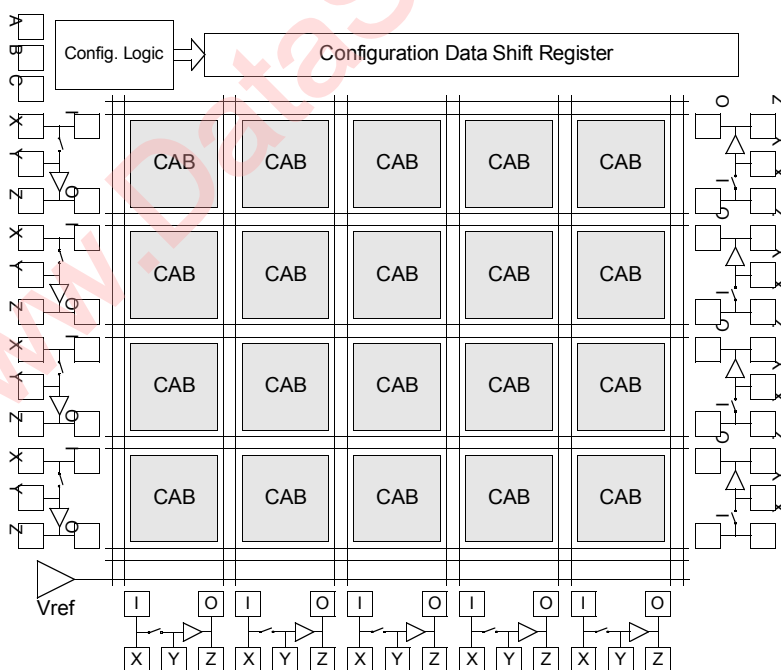 A
Config. Logic
Configuration Data Shift Register
B
C
O Z
X I
Y
CAB CAB CAB CAB CAB
Y
I X
Z O
O
X I
Y
CAB CAB CAB CAB CAB
Y
I X
Z O
O
X I
Y
CAB CAB CAB CAB CAB
Y
I X
Z O
O
X I
Y
CAB CAB CAB CAB CAB
Y
I X
Z O
Vref
I O I O I O I O I O
X Y Z X Y Z X Y Z X Y Z X Y Z